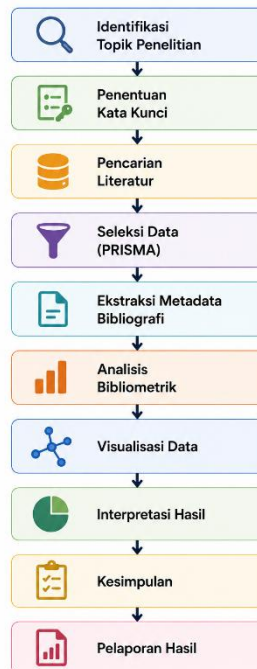 Identifikasi
Topik Penelitian
Penentuan
Kata Kunci
Pencarian
Literatur
Seleksi Data
(PRISMA)
Ekstraksi Metadata
Bibliografi
Analisis
Bibliometrik
Visualisasi Data
Interpretasi Hasil
Kesimpulan
Pelaporan Hasil